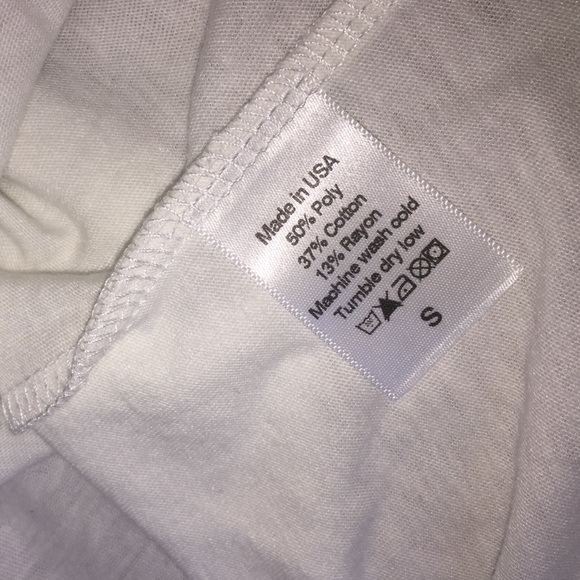 Made in USA
50% Poly
37% Cotton
13% Rayon
Machine wash cold
Tumble dry low
S